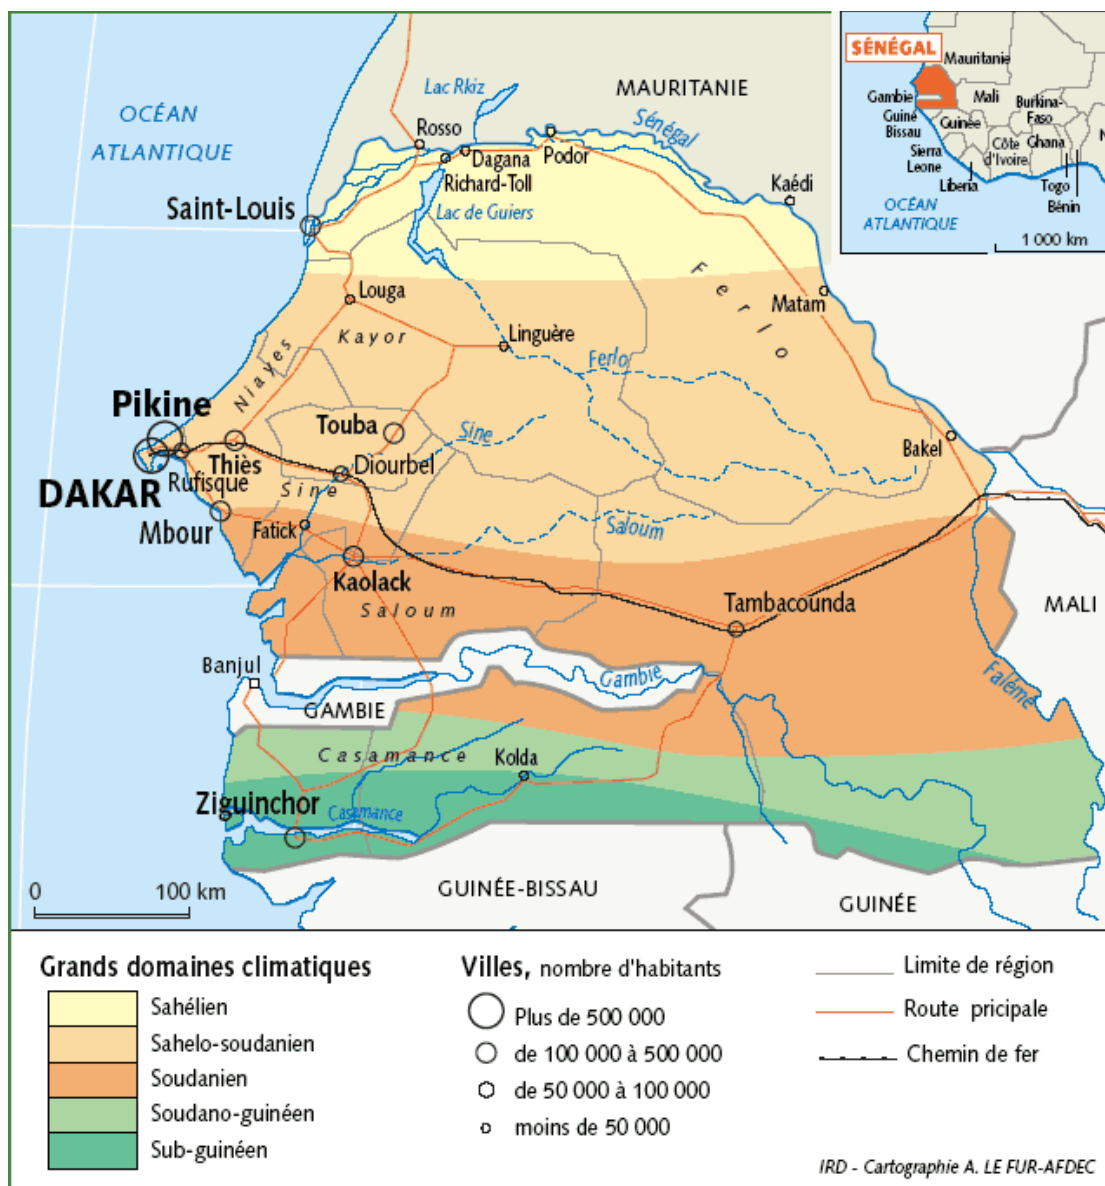 OCÉAN
ATLANTIQUE
Lac Rkiz
MAURITANIE
Sénégal
Rosso
Dagana
Podor
Richard-Toll
Kaédi
Saint-Louis
Lac de Guiers
Ferlo
Matam
Louga
Kayor
Linguère
Ferlo
Niayes
Pikine
Touba
Sine
Bakel
Thiès
Diourbel
DAKAR
Rufisque
Sine
Mbour
Fatick
Saloum
Kaolack
Saloum
Tambacounda
MALI
Banjul
Gambie
Falémé
GAMBIE
Casamance
Kolda
Ziguinchor
Casamance
0 100 km
GUINÉE-BISSAU
GUINÉE
SÉNÉGAL
Mauritanie
Gambie
Mali
Burkina-
Faso
N
Guiné
Bissau
Guinée
Côte
d'Ivoire
Ghana
Sierra
Leone
Liberia
Togo
Bénin
OCÉAN
ATLANTIQUE
1 000 km
Grands domaines climatiques
Sahélien
Sahelo-soudanien
Soudanien
Soudano-guinéen
Sub-guinéen
Villes, nombre d'habitants
Plus de 500 000
de 100 000 à 500 000
de 50 000 à 100 000
moins de 50 000
Limite de région
Route pricipale
Chemin de fer
IRD - Cartographie A. LE FUR-AFDEC